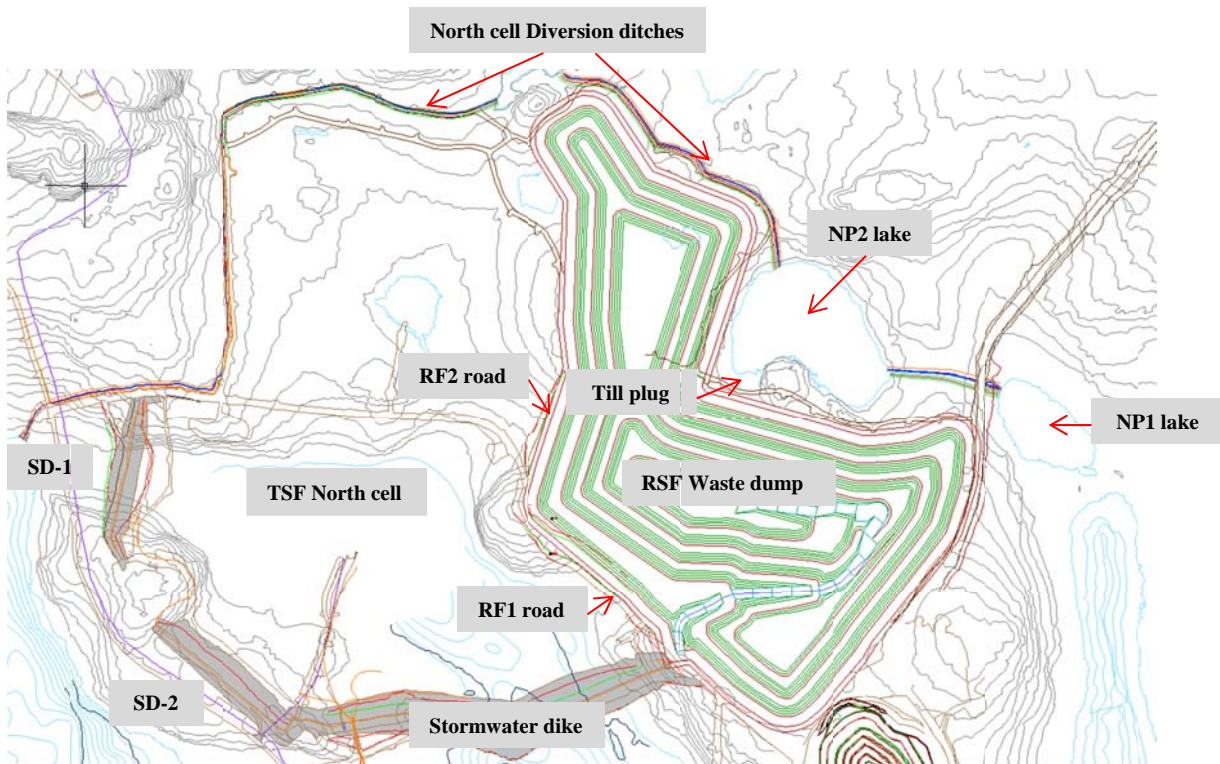 North cell Diversion ditches
NP2 lake
RF2 road
Till plug
NP1 lake
SD-1
TSF North cell
RSF Waste dump
RF1 road
SD-2
Stormwater dike